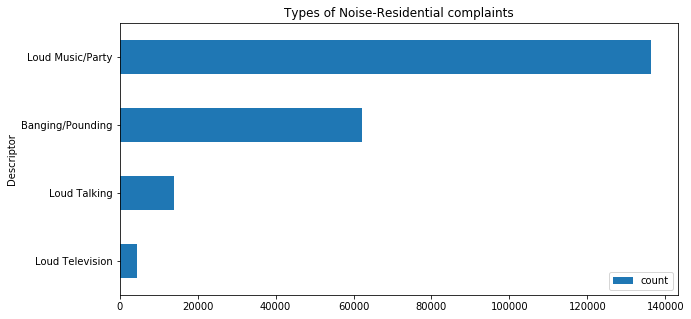 Types of Noise-Residential complaints
Loud Music/Party
Banging/Pounding
Loud Talking
Loud Television
Descriptor
count
0 20000 40000 60000 80000 100000 120000 140000